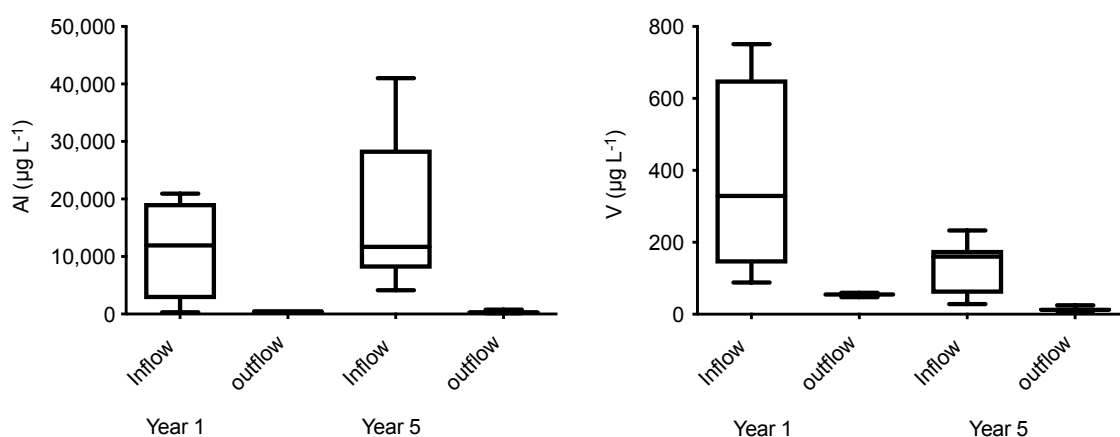 50,000
40,000
30,000
20,000
10,000
0
Al (µg L-1)
Inflow
outflow
Inflow
outflow
Year 1
Year 5
800
600
400
200
0
V (µg L-1)
Inflow
outflow
Inflow
outflow
Year 1
Year 5